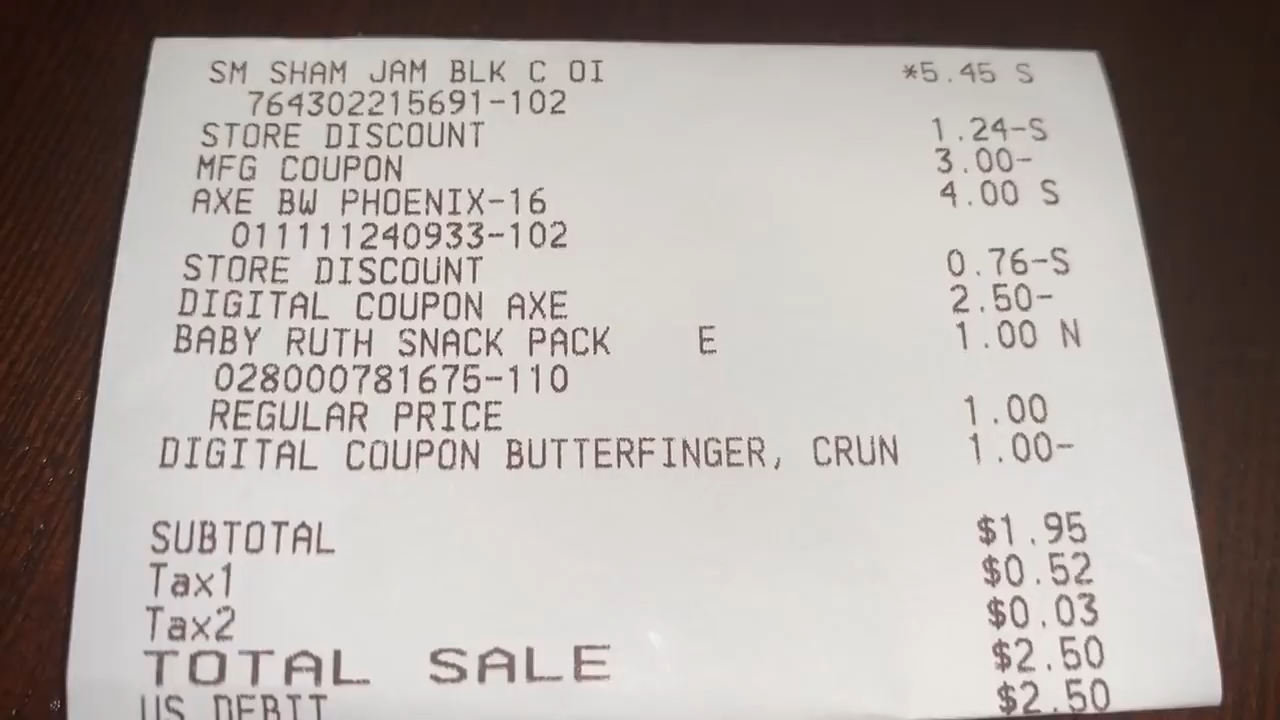 SM SHAM JAM BLK C OI *5.45 S
764302215691-102
STORE DISCOUNT 1.24-S
MFG COUPON 3.00-
AXE BW PHOENIX-16 4.00 S
011111240933-102
STORE DISCOUNT 0.76-S
DIGITAL COUPON AXE 2.50-
BABY RUTH SNACK PACK E 1.00 N
028000781675-110
REGULAR PRICE 1.00
DIGITAL COUPON BUTTERFINGER, CRUN 1.00-
SUBTOTAL $1.95
Tax1 $0.52
Tax2 $0.03
TOTAL SALE $2.50
US DEBIT $2.50